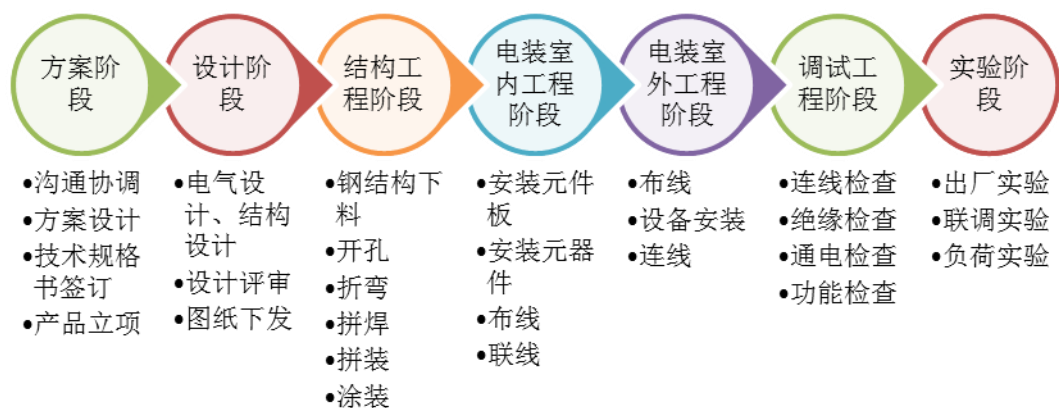 方案阶
段
设计阶
段
结构工
程阶段
电装室
内工程
阶段
电装室
外工程
阶段
调试工
程阶段
实验阶
段
•沟通协调
•方案设计
•技术规格
书签订
•产品立项
•电气设
计、结构
设计
•设计评审
•图纸下发
•钢结构下
料
•开孔
•折弯
•拼焊
•拼装
•涂装
•安装元件
板
•安装元器
件
•布线
•联线
•布线
•设备安装
•连线
•连线检查
•绝缘检查
•通电检查
•功能检查
•出厂实验
•联调实验
•负荷实验